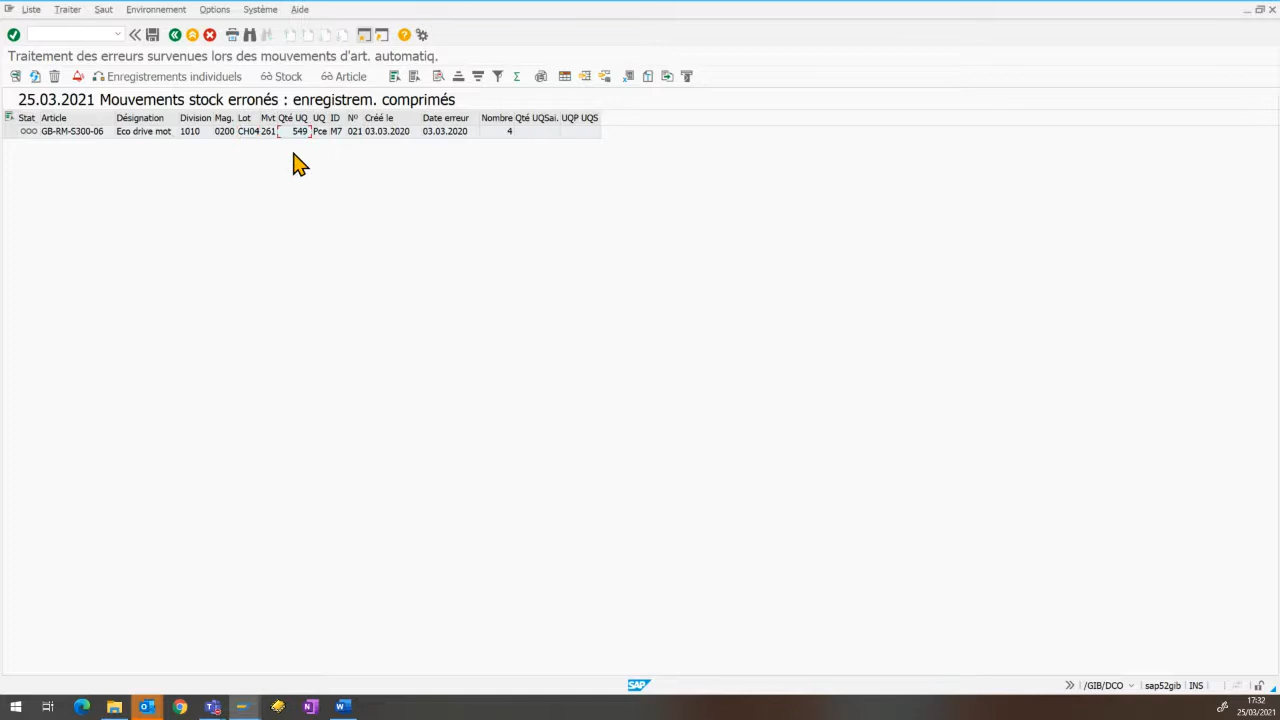 Liste Traiter Saut Environnement Options Système Aide
Traitement des erreurs survenues lors des mouvements d'art. automatiq.
Enregistrements individuels Stock Article
25.03.2021 Mouvements stock erronés : enregistrem. comprimés
Stat Article Désignation Division Mag. Lot Mvt Qté UQ UQ ID Nº Créé le Date erreur Nombre Qté UQSai. UQP UQS
GB-RM-S300-06 Eco drive mot 1010 0200 CH04 261 549 Pce M7 021 03.03.2020 03.03.2020 4
SAP /GIB/DCO sap52gib INS
17:32
25/03/2021